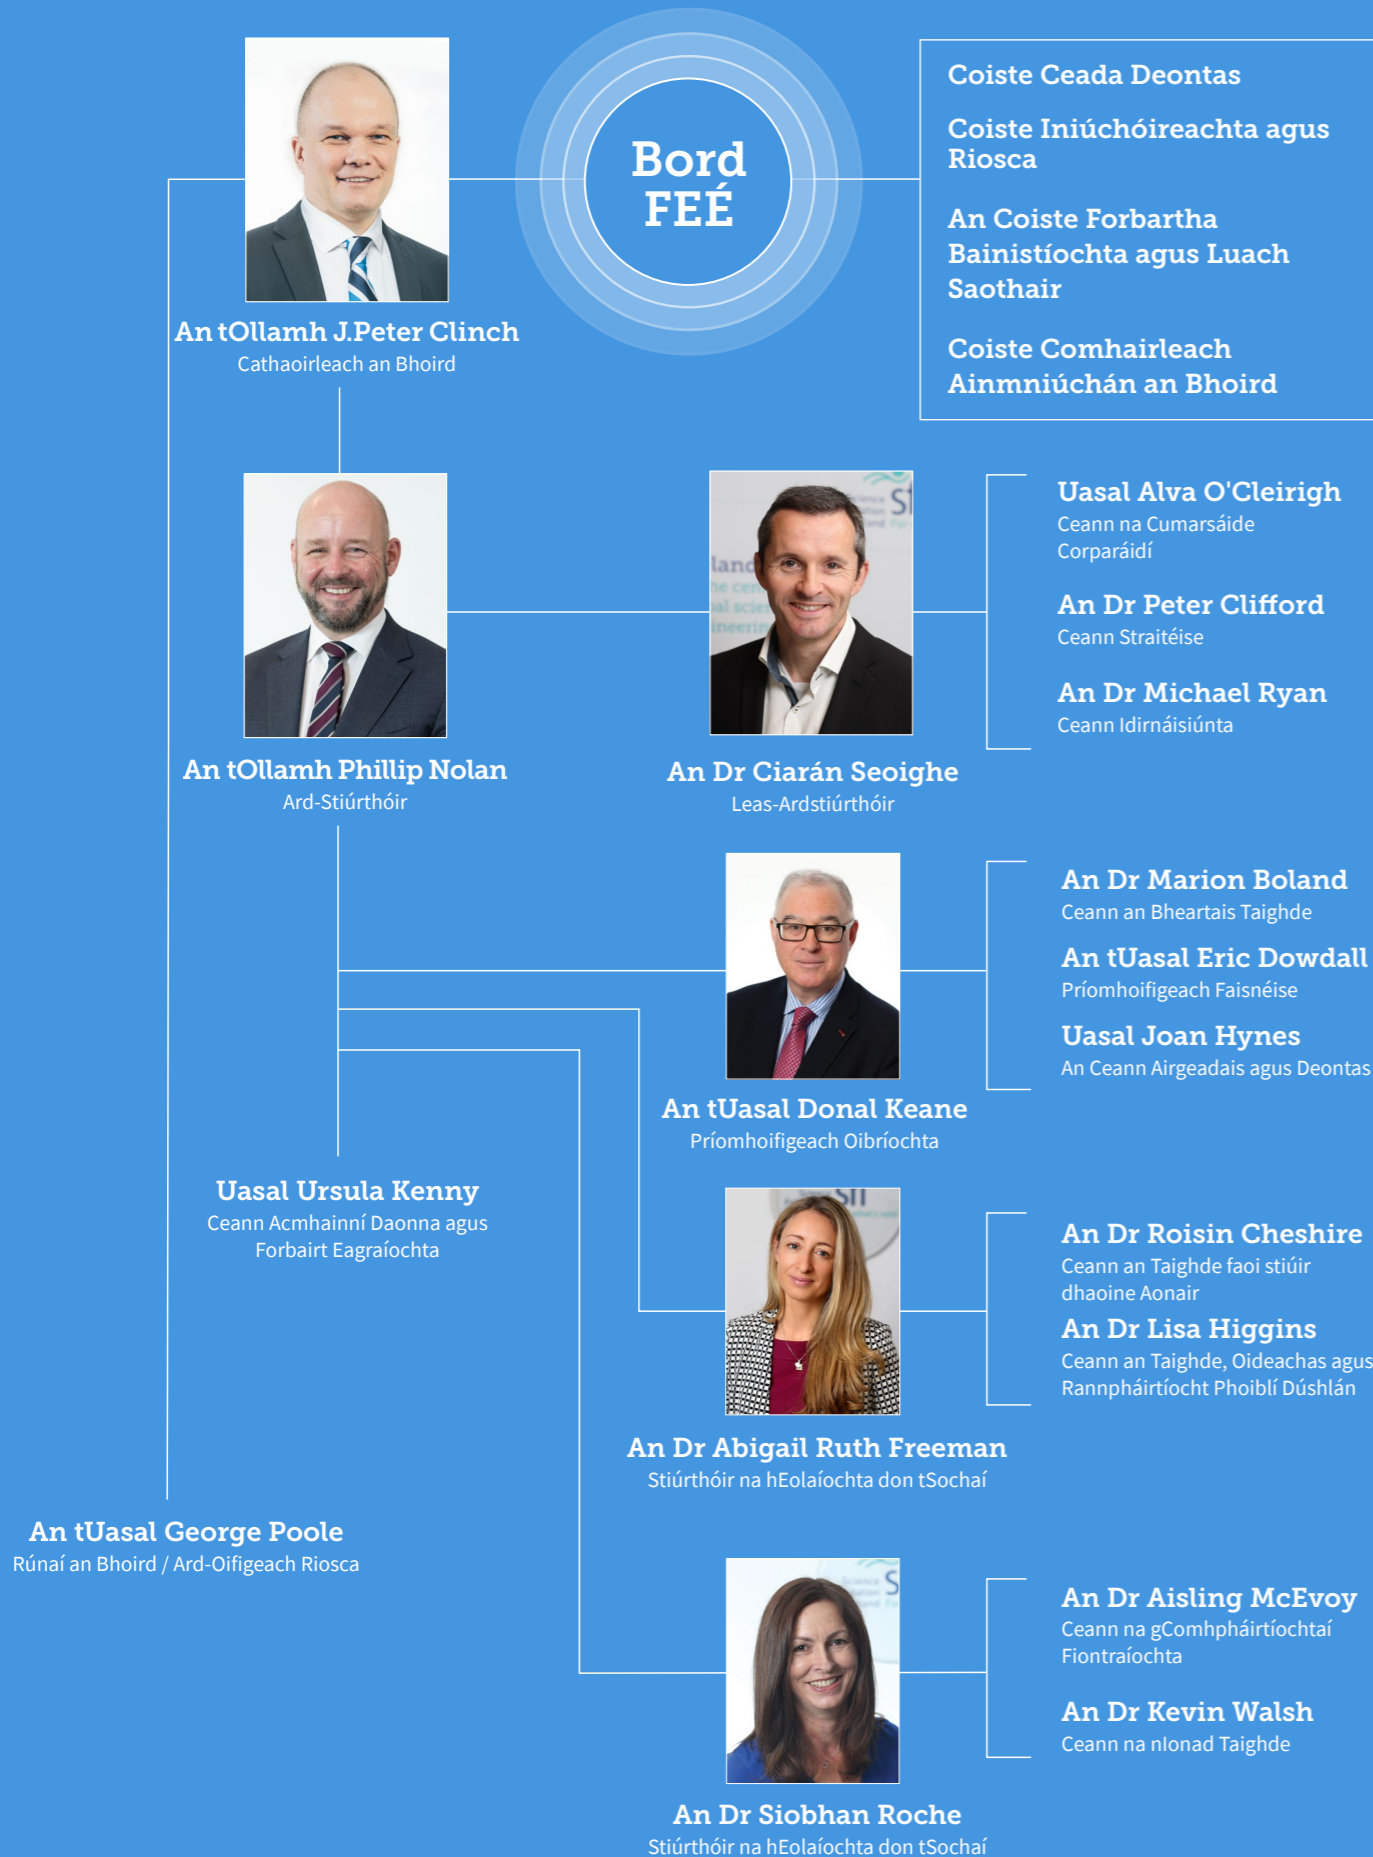 Bord
FEÉ
Coiste Ceada Deontas
Coiste Iniúchóireachta agus
Riosca
An Coiste Forbartha
Bainistíochta agus Luach
Saothair
Coiste Comhairleach
Ainmniúchán an Bhoird
An tOllamh J.Peter Clinch
Cathaoirleach an Bhoird
An tOllamh Phillip Nolan
Ard-Stiúrthóir
An Dr Ciarán Seoighe
Leas-Ardstiúrthóir
Uasal Alva O'Cleirigh
Ceann na Cumarsáide
Corparáidí
An Dr Peter Clifford
Ceann Straitéise
An Dr Michael Ryan
Ceann Idirnáisiúnta
An tUasal Donal Keane
Príomhoifigeach Oibríochta
An Dr Marion Boland
Ceann an Bheartais Taighde
An tUasal Eric Dowdall
Príomhoifigeach Faisnéise
Uasal Joan Hynes
An Ceann Airgeadais agus Deontas
Uasal Ursula Kenny
Ceann Acmhainní Daonna agus
Forbairt Eagraíochta
An Dr Abigail Ruth Freeman
Stiúrthóir na hEolaíochta don tSochaí
An Dr Roisin Cheshire
Ceann an Taighde faoi stiúir
dhaoine Aonair
An Dr Lisa Higgins
Ceann an Taighde, Oideachas agus
Rannpháirtíocht Phoiblí Dúshlán
An tUasal George Poole
Rúnaí an Bhoird / Ard-Oifigeach Riosca
An Dr Siobhan Roche
Stiúrthóir na hEolaíochta don tSochaí
An Dr Aisling McEvoy
Ceann na gComhpháirtíochtaí
Fiontraíochta
An Dr Kevin Walsh
Ceann na nIonad Taighde